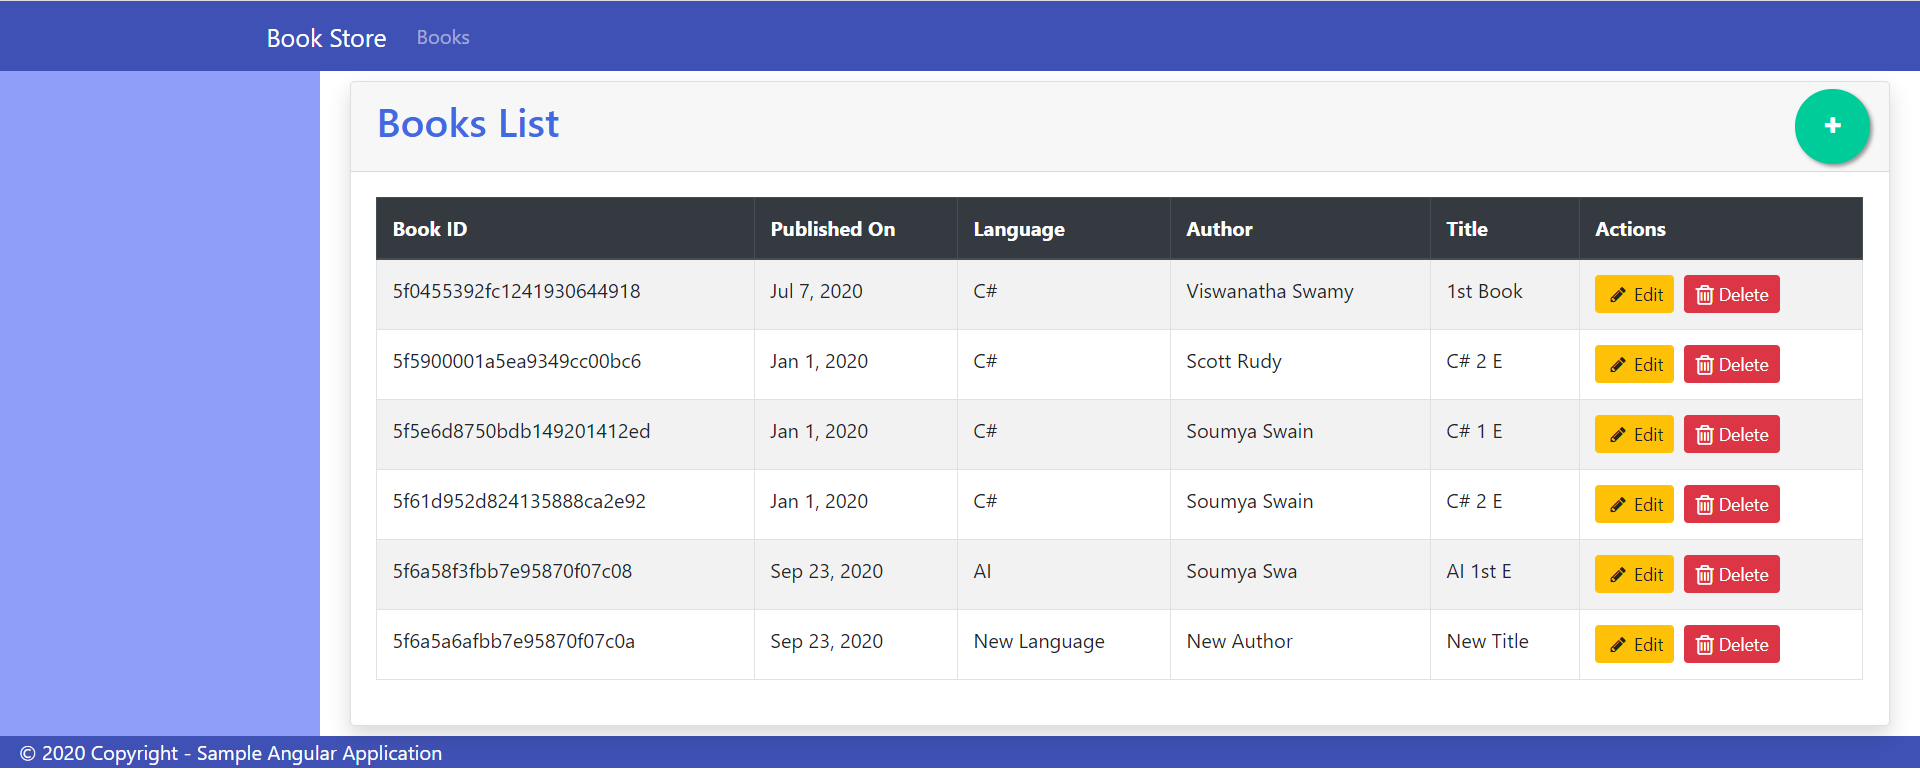 Book Store Books
Books List
+
Book ID Published On Language Author Title Actions
5f0455392fc1241930644918 Jul 7, 2020 C# Viswanatha Swamy 1st Book Edit Delete
5f5900001a5ea9349cc00bc6 Jan 1, 2020 C# Scott Rudy C# 2 E Edit Delete
5f5e6d8750bdb149201412ed Jan 1, 2020 C# Soumya Swain C# 1 E Edit Delete
5f61d952d824135888ca2e92 Jan 1, 2020 C# Soumya Swain C# 2 E Edit Delete
5f6a58f3fbb7e95870f07c08 Sep 23, 2020 AI Soumya Swa AI 1st E Edit Delete
5f6a5a6afbb7e95870f07c0a Sep 23, 2020 New Language New Author New Title Edit Delete
© 2020 Copyright - Sample Angular Application